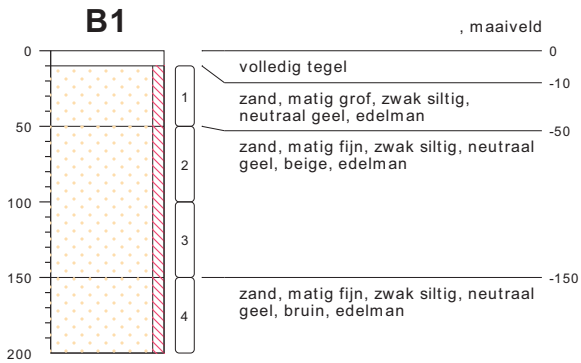 B1
, maaiveld
0
0
volledig tegel
-10
1
zand, matig grof, zwak siltig,
neutraal geel, edelman
50
-50
zand, matig fijn, zwak siltig, neutraal
geel, beige, edelman
2
100
3
150
-150
zand, matig fijn, zwak siltig, neutraal
geel, bruin, edelman
4
200